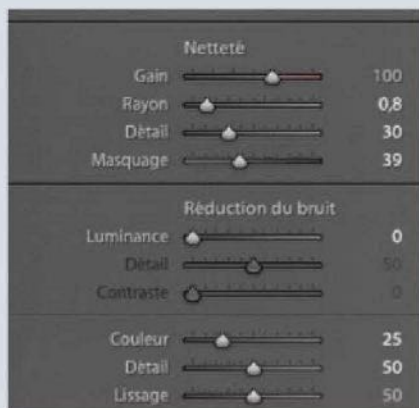 Netteté
Gain 100
Rayon 0,8
Détail 30
Masquage 39
Réduction du bruit
Luminance 0
Détail 50
Contraste 0
Couleur 25
Détail 50
Lissage 50